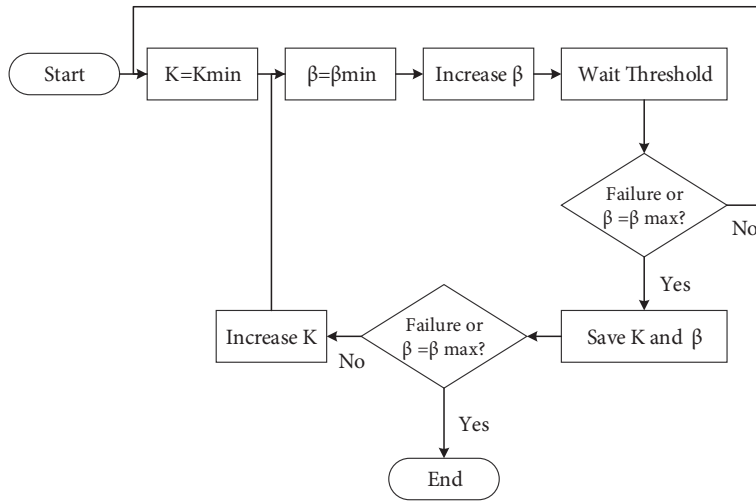 Start
K=Kmin
β=βmin
Increase β
Wait Threshold
Failure or
β =β max?
No
Yes
Save K and β
Failure or
β =β max?
No
Increase K
Yes
End